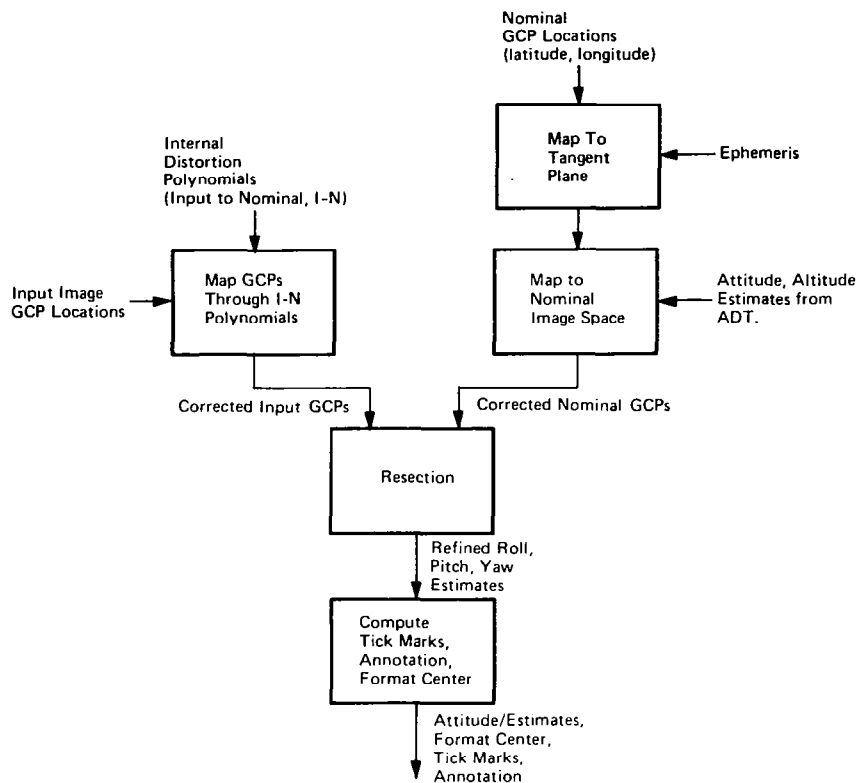 Nominal
GCP Locations
(latitude, longitude)
Map To
Tangent
Plane
Ephemeris
Internal
Distortion
Polynomials
(Input to Nominal, I-N)
Input Image
GCP Locations
Map GCPs
Through I-N
Polynomials
Map to
Nominal
Image Space
Attitude, Altitude
Estimates from
ADT.
Corrected Input GCPs
Corrected Nominal GCPs
Resection
Refined Roll,
Pitch, Yaw
Estimates
Compute
Tick Marks,
Annotation,
Format Center
Attitude/Estimates,
Format Center,
Tick Marks,
Annotation